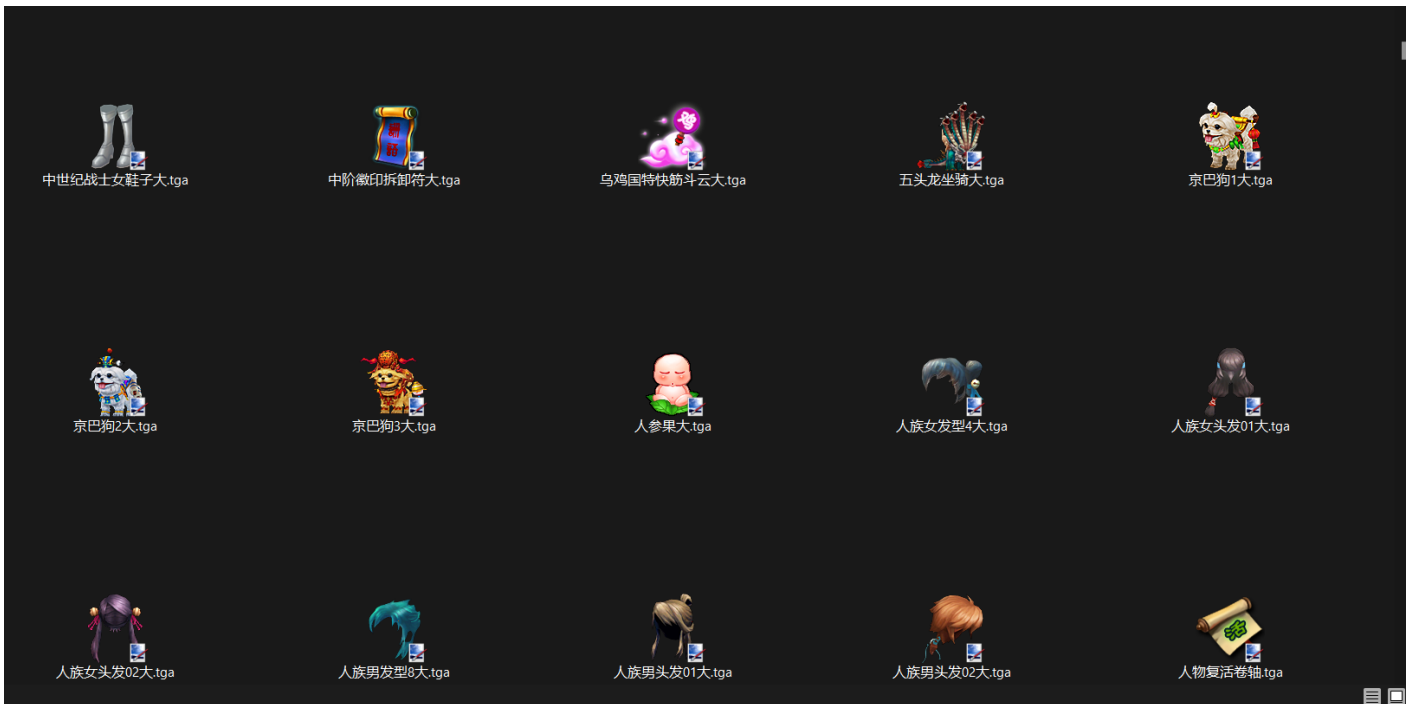 中世纪战士女鞋子大.tga
中阶徽印拆卸符大.tga
乌鸡国特快筋斗云大.tga
五头龙坐骑大.tga
京巴狗1大.tga
京巴狗2大.tga
京巴狗3大.tga
人参果大.tga
人族女发型4大.tga
人族女头发01大.tga
人族女头发02大.tga
人族男发型8大.tga
人族男头发01大.tga
人族男头发02大.tga
活
人物复活卷轴.tga